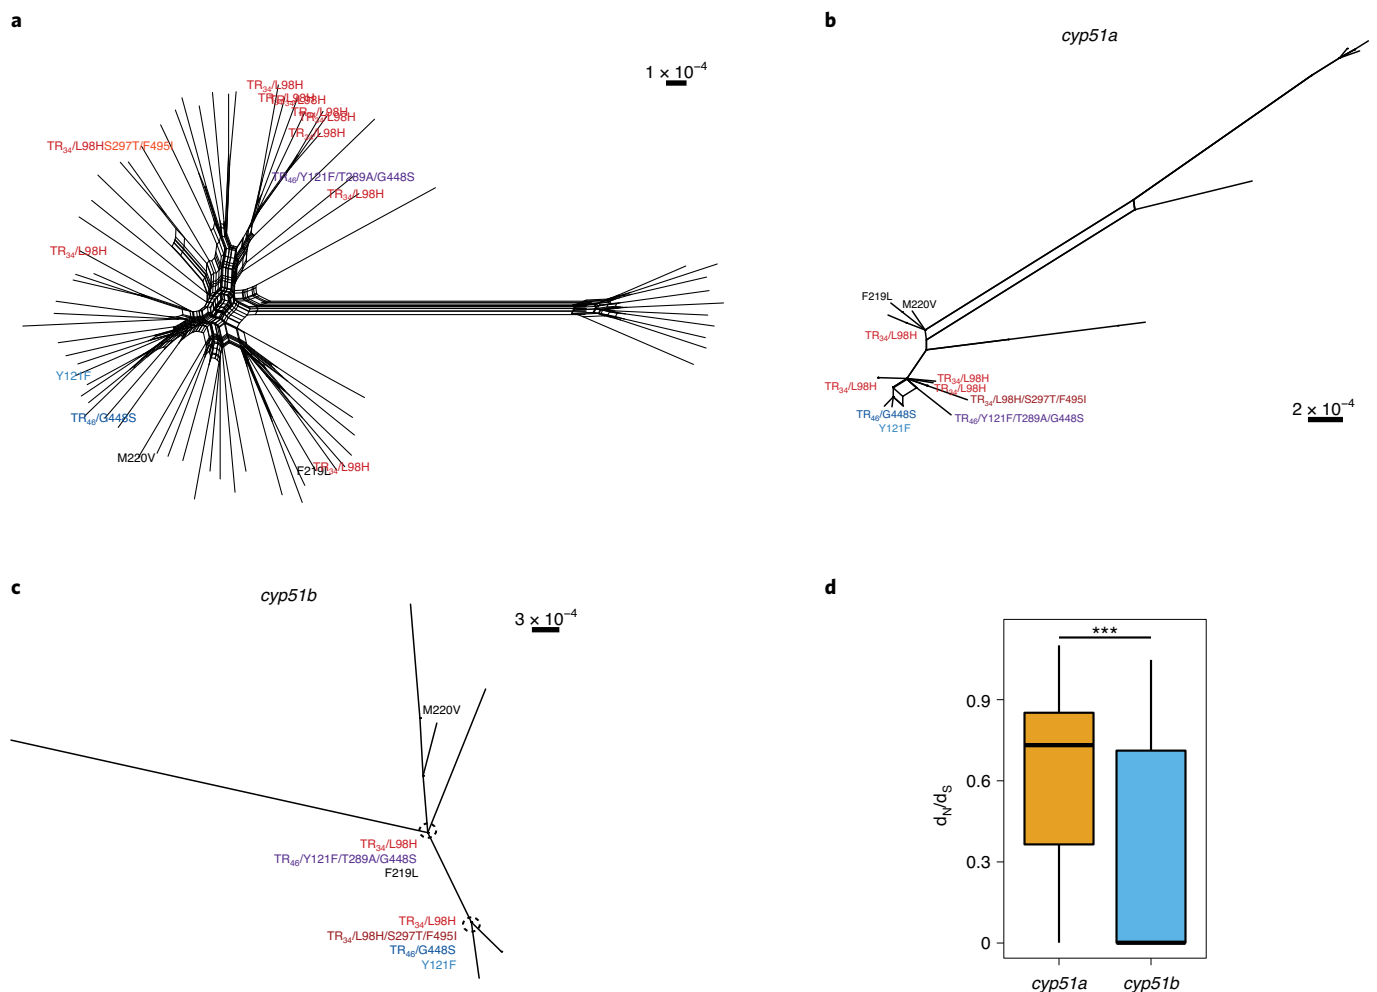 a
1 × 10⁻⁴
TR₃₄/L98H
TR₃₄/L98H
TR₃₄/L98H
TR₃₄/L98H
TR₃₄/L98H
TR₃₄/L98H
TR₃₄/L98HS297T/F495I
TR₄₆/Y121F/T289A/G448S
TR₃₄/L98H
TR₃₄/L98H
Y121F
TR₄₆/G448S
M220V
F219L
TR₃₄/L98H
b
cyp51a
F219L
M220V
TR₃₄/L98H
TR₃₄/L98H
TR₃₄/L98H
TR₃₄/L98H
TR₃₄/L98H/S297T/F495I
TR₄₆/G448S
TR₄₆/Y121F/T289A/G448S
Y121F
2 × 10⁻⁴
c
cyp51b
3 × 10⁻⁴
M220V
TR₃₄/L98H
TR₄₆/Y121F/T289A/G448S
F219L
TR₃₄/L98H
TR₃₄/L98H/S297T/F495I
TR₄₆/G448S
Y121F
d
***
0.9
0.6
0.3
0
dN/dS
cyp51a
cyp51b